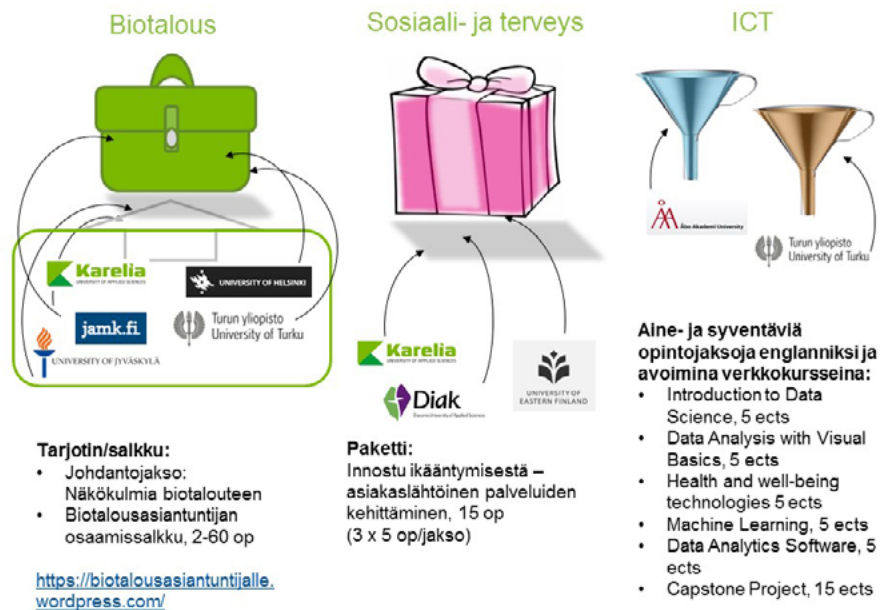 Biotalous
Karelia
UNIVERSITY OF APPLIED SCIENCES
UNIVERSITY OF HELSINKI
jamk.fi
Turun yliopisto
University of Turku
UNIVERSITY OF JYVÄSKYLÄ
Tarjotin/salkku:
• Johdantojakso:
Näkökulmia biotalouteen
• Biotalousasiantuntijan
osaamissalkku, 2-60 op
https://biotalousasiantuntijalle.
wordpress.com/
Sosiaali- ja terveys
Karelia
UNIVERSITY OF APPLIED SCIENCES
Diak
UNIVERSITY OF
EASTERN FINLAND
Paketti:
Innostu ikääntymisestä –
asiakaslähtöinen palveluiden
kehittäminen, 15 op
(3 x 5 op/jakso)
ICT
Åbo Akademi University
Turun yliopisto
University of Turku
Aine- ja syventäviä
opintojaksoja englanniksi ja
avoimina verkkokursseina:
• Introduction to Data
Science, 5 ects
• Data Analysis with Visual
Basics, 5 ects
• Health and well-being
technologies 5 ects
• Machine Learning, 5 ects
• Data Analytics Software, 5
ects
• Capstone Project, 15 ects